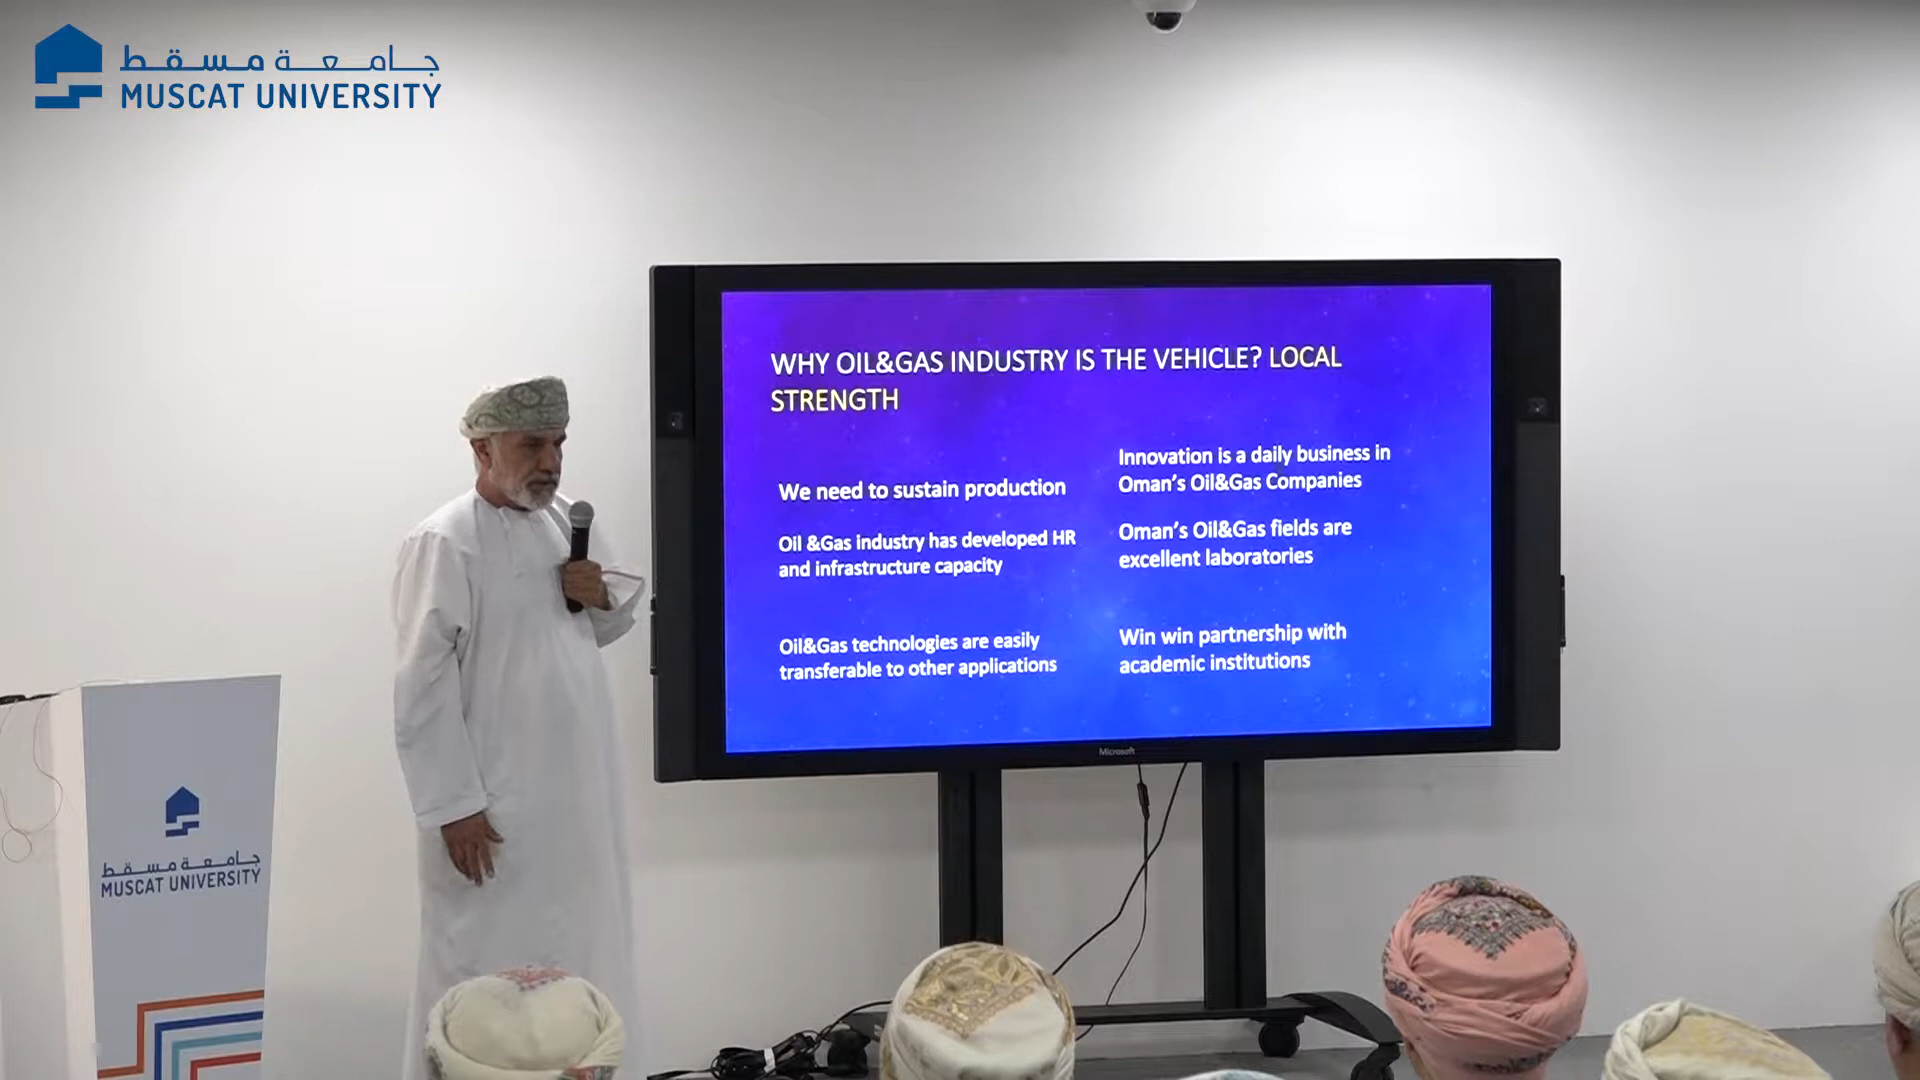 جامعة مسقط
MUSCAT UNIVERSITY
WHY OIL&GAS INDUSTRY IS THE VEHICLE? LOCAL
STRENGTH
We need to sustain production
Oil &Gas industry has developed HR
and infrastructure capacity
Oil&Gas technologies are easily
transferable to other applications
Innovation is a daily business in
Oman's Oil&Gas Companies
Oman's Oil&Gas fields are
excellent laboratories
Win win partnership with
academic institutions
Microsoft
جامعة مسقط
MUSCAT UNIVERSITY